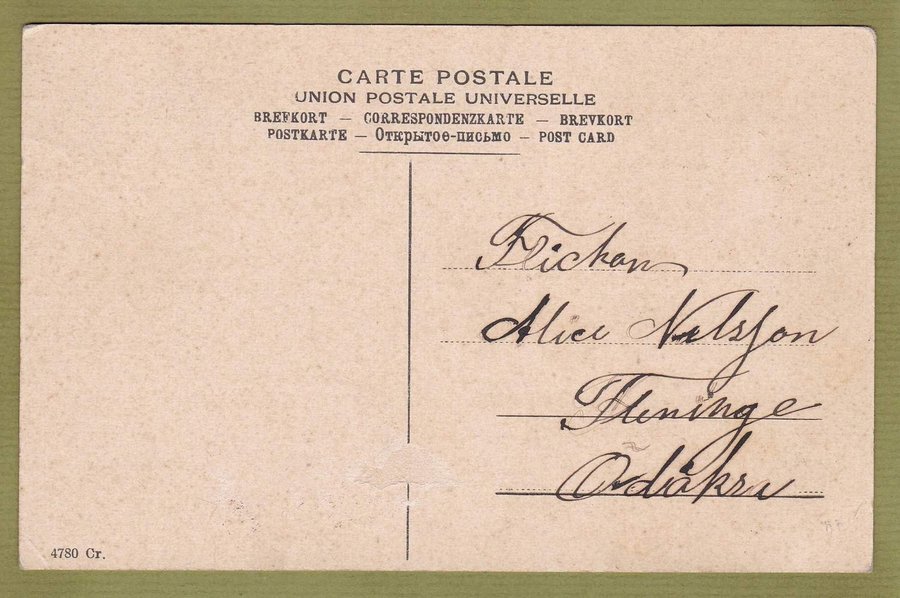 CARTE POSTALE
UNION POSTALE UNIVERSELLE
BREFKORT — CORRESPONDENZKARTE — BREVKORT
POSTKARTE — Открытое-письмо — POST CARD
Flickan
Alice Nilsson
Fleninge
Ödåkra
4780 Cr.